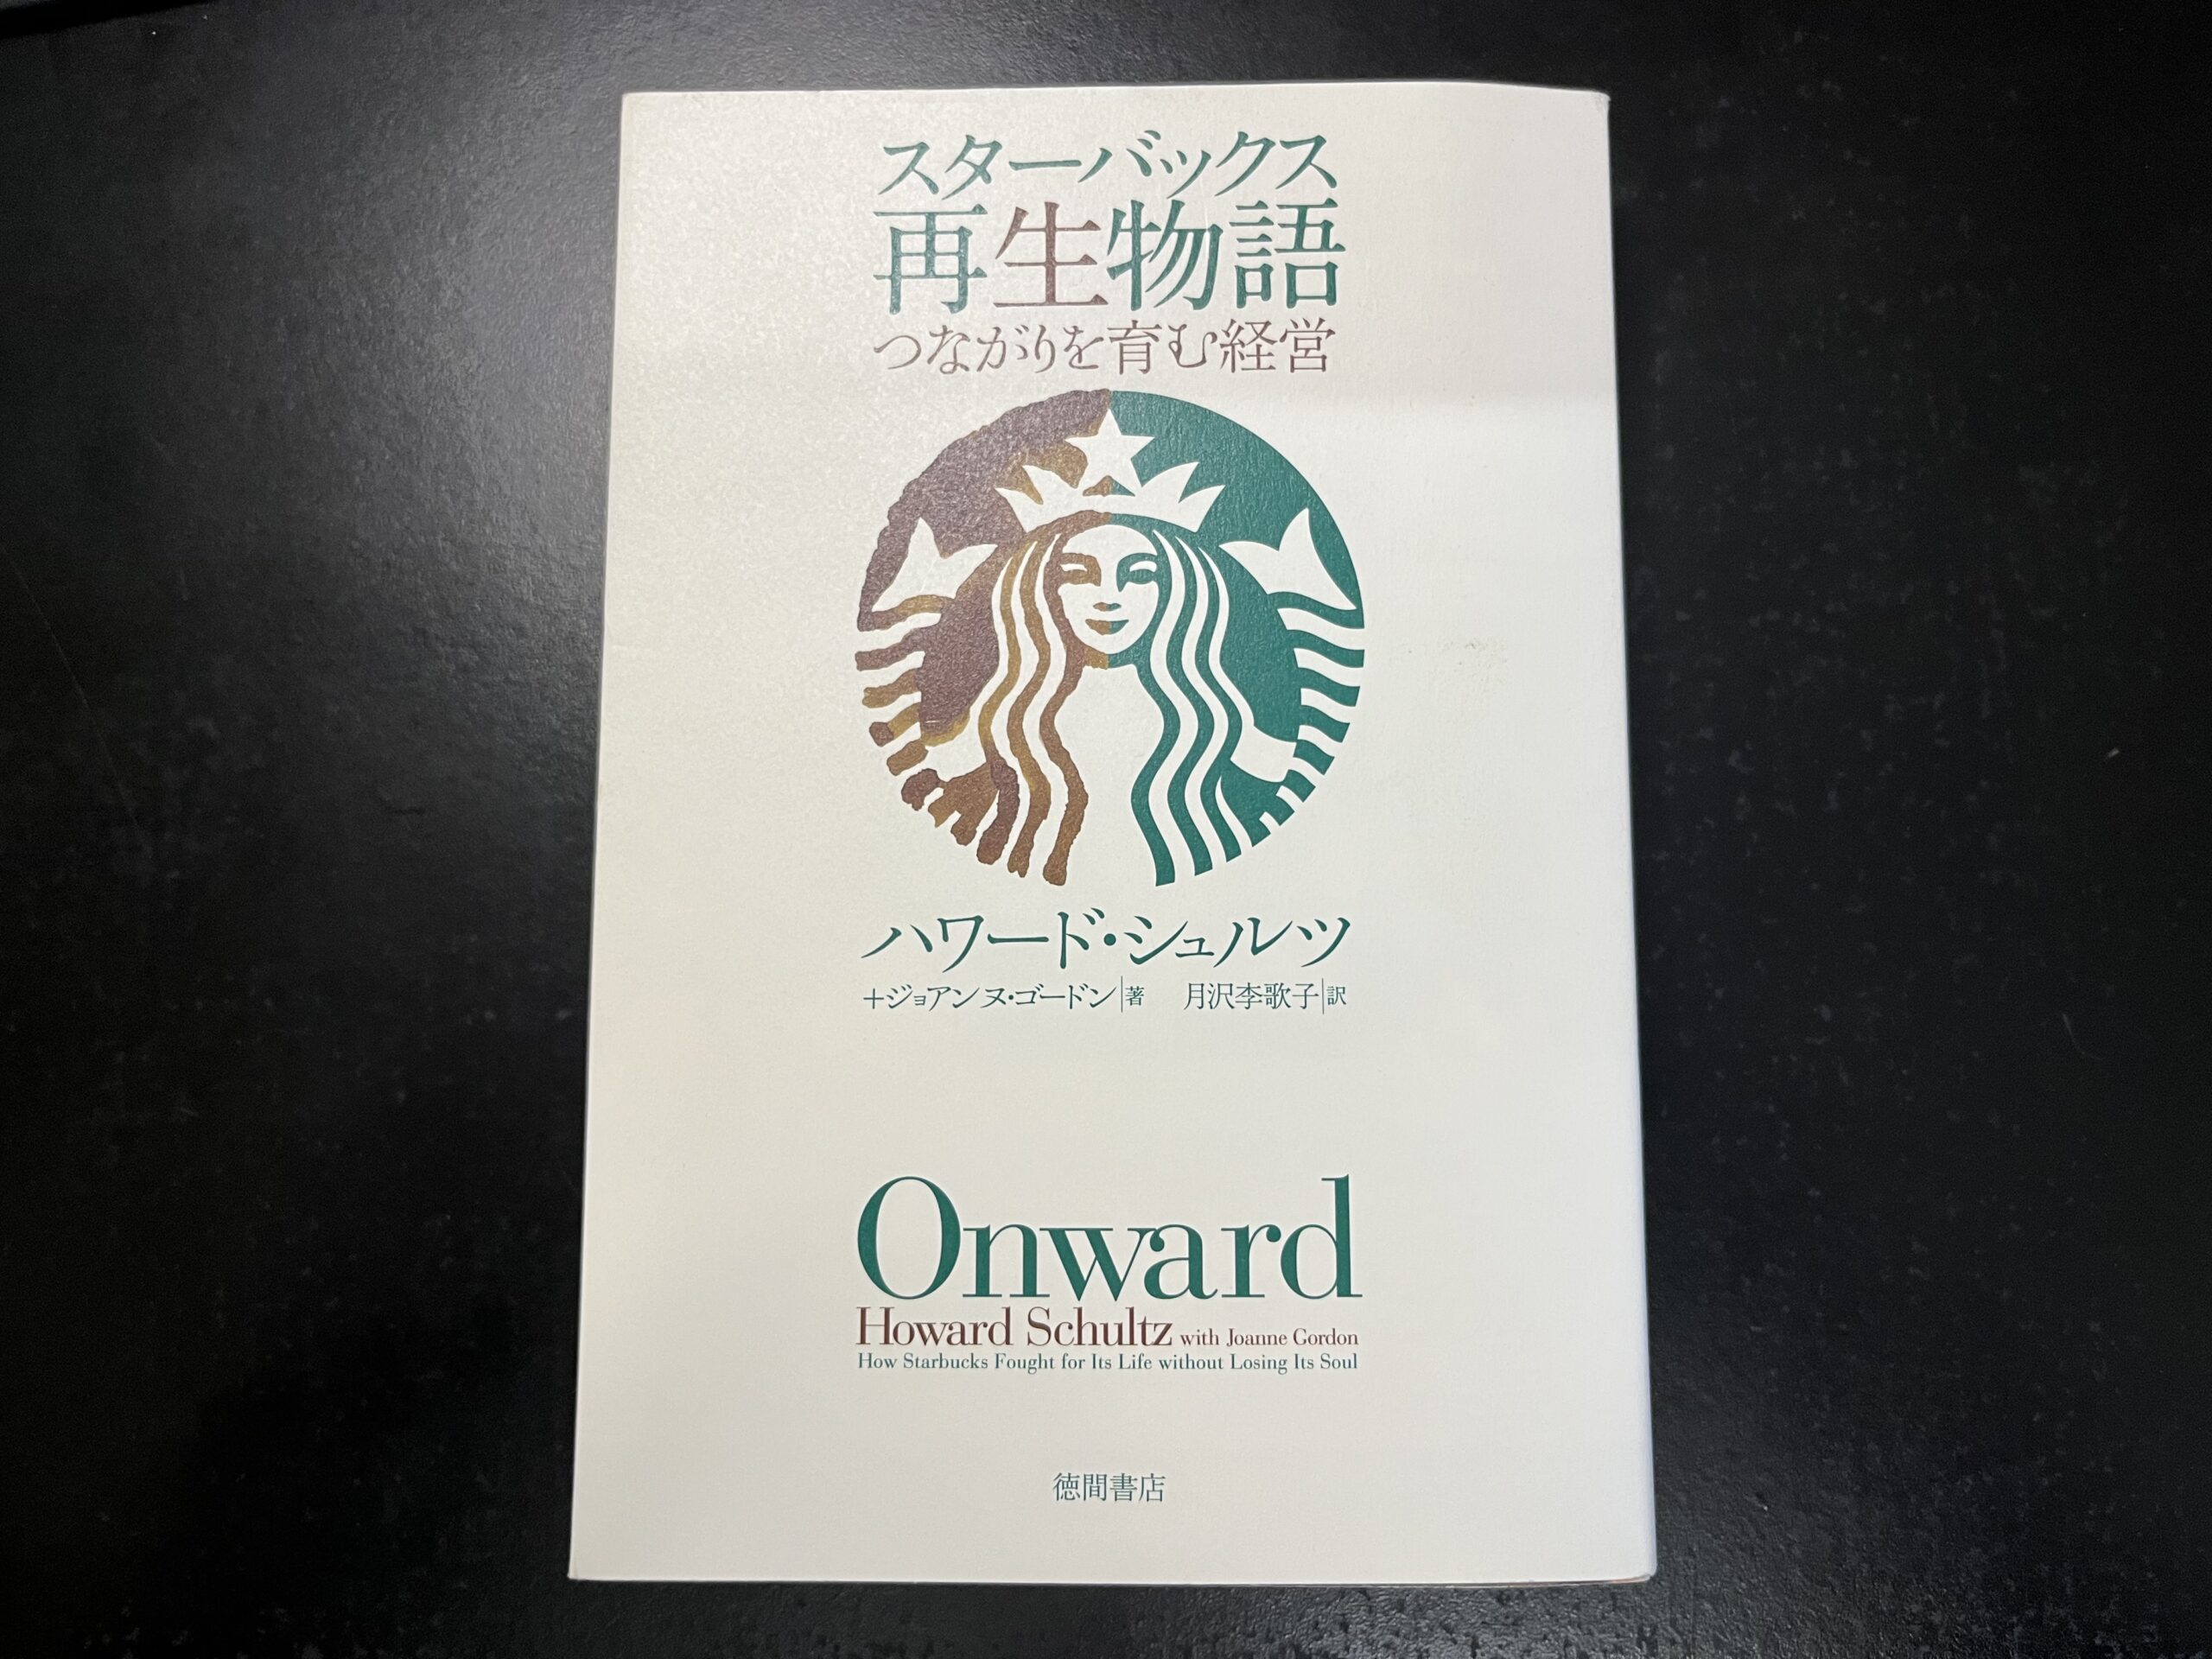 スターバックス
再生物語
つながりを育む経営
ハワード・シュルツ
+ジョアンヌ・ゴードン|著 月沢李歌子|訳
Onward
Howard Schultz with Joanne Gordon
How Starbucks Fought for Its Life without Losing Its Soul
徳間書店